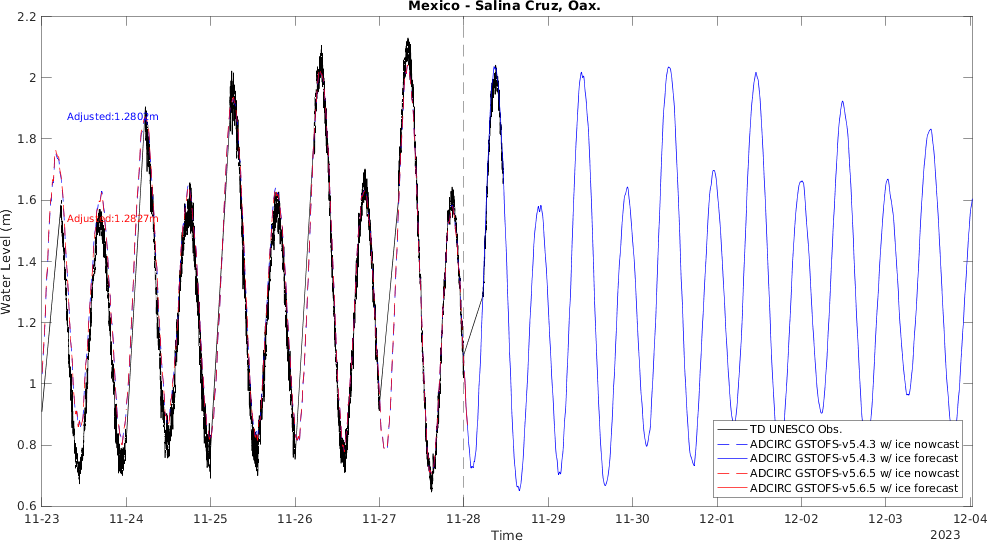 Mexico - Salina Cruz, Oax.
2.2
2
1.8
1.6
1.4
1.2
1
0.8
0.6
Water Level (m)
Adjusted:1.2802m
Adjusted:1.2827m
TD UNESCO Obs.
ADCIRC GSTOFS-v5.4.3 w/ ice nowcast
ADCIRC GSTOFS-v5.4.3 w/ ice forecast
ADCIRC GSTOFS-v5.6.5 w/ ice nowcast
ADCIRC GSTOFS-v5.6.5 w/ ice forecast
11-23 11-24 11-25 11-26 11-27 11-28 11-29 11-30 12-01 12-02 12-03 12-04
Time
2023